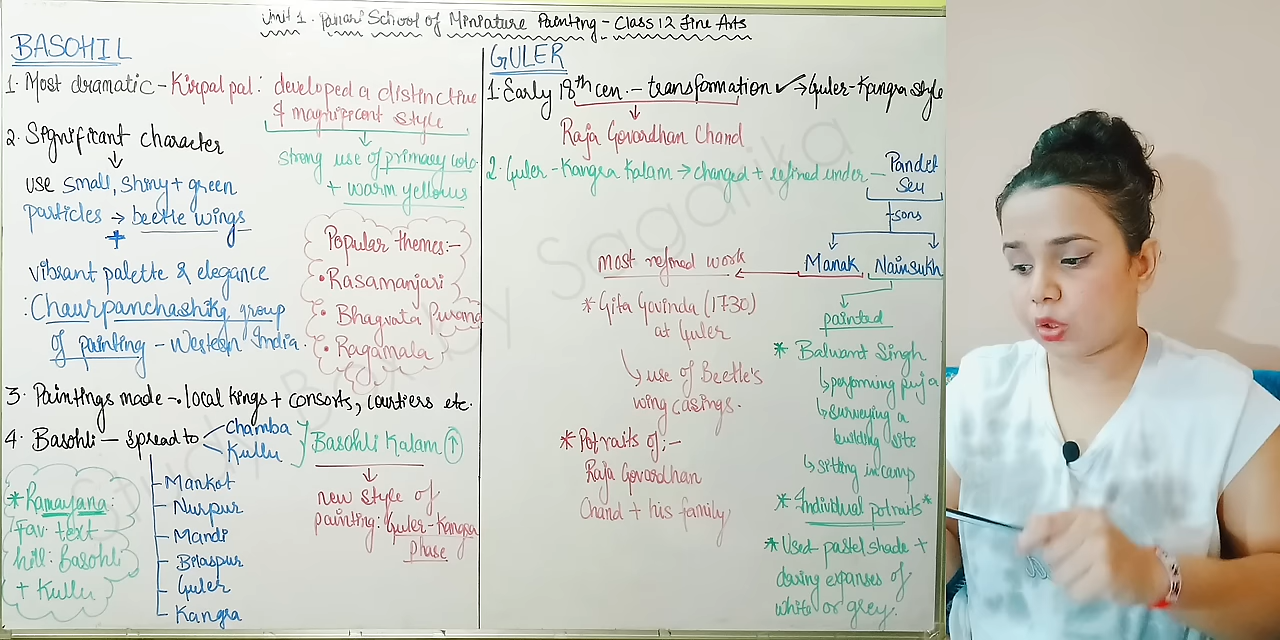 Unit 1. Pahari School of Miniature Painting - Class 12 Fine Arts
BASOHLI
1. Most dramatic - Kirpal pal: developed a distinctive
& magnificent style
strong use of primary colo
+ warm yellows
2. Significant character
use small, shiny + green
particles → beetle wings
+
vibrant palette & elegance
: Chaurpanchashika group
of painting - Western India.
Popular themes:-
• Rasamanjari
• Bhagvata Purana
• Ragamala
3. Paintings made -. local kings + consorts, courtiers etc.
4. Basohli - spread to
Chamba
Kullu
Mankot
Nurpur
Mandi
Bilaspur
Guler
Kangra
Basohli Kalam ↑
new style of
painting: Guler-Kangra
phase
* Ramayana:
Fav. text
hill: Basohli
+ Kullu
GULER
1. Early 18th cen. - transformation ✓ → Guler-Kangra style
Raja Govardhan Chand
2. Guler-Kangra Kalam → changed + refined under - Pandit
Seu
+ sons
Manak
Nainsukh
most refined work
* Gita Govinda (1730)
at Guler
use of Beetle's
wing casings.
* Potraits of:-
Raja Govardhan
Chand + his family
painted
* Balwant Singh
performing puja
surveying a
building site
sitting in camp
* Individual potraits *
* Used pastel shade +
daring expanses of
white or grey.
Study Buddy Sagarika